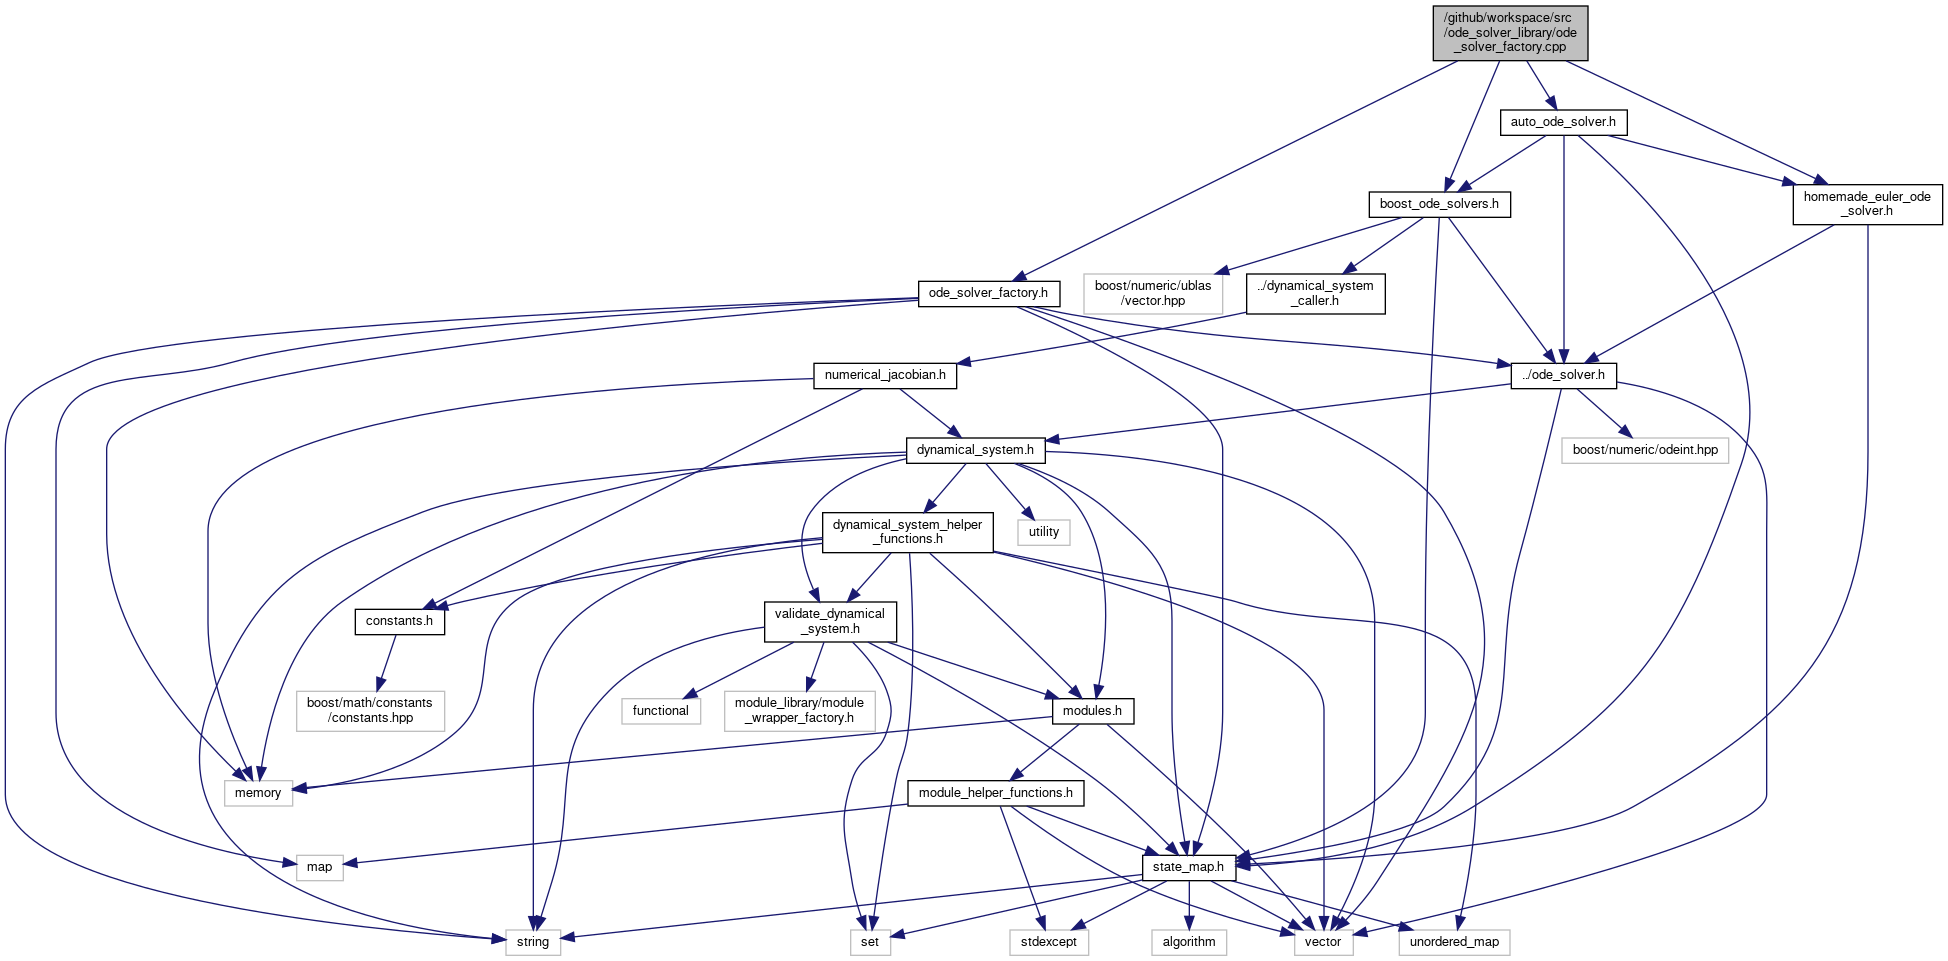 /github/workspace/src
/ode_solver_library/ode
_solver_factory.cpp
auto_ode_solver.h
boost_ode_solvers.h
homemade_euler_ode
_solver.h
ode_solver_factory.h
boost/numeric/ublas
/vector.hpp
../dynamical_system
_caller.h
numerical_jacobian.h
../ode_solver.h
dynamical_system.h
boost/numeric/odeint.hpp
dynamical_system_helper
_functions.h
utility
constants.h
validate_dynamical
_system.h
boost/math/constants
/constants.hpp
functional
module_library/module
_wrapper_factory.h
modules.h
memory
module_helper_functions.h
map
state_map.h
string
set
stdexcept
algorithm
vector
unordered_map